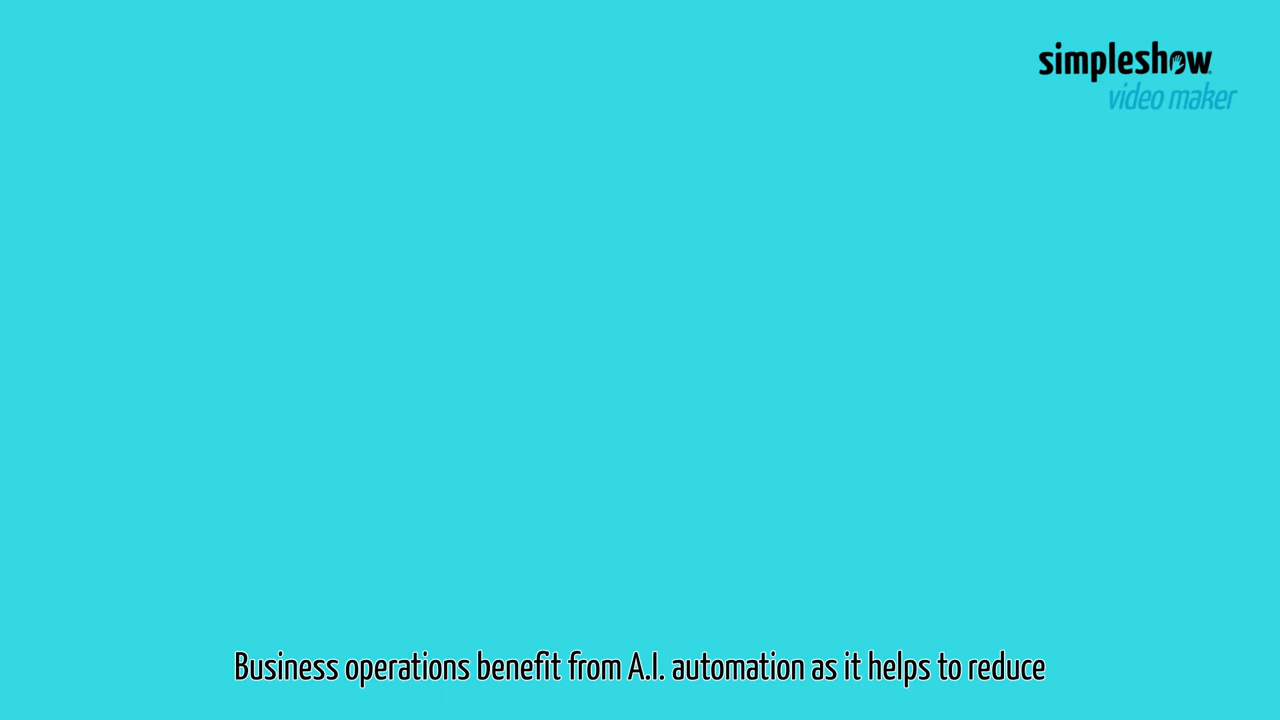 simpleshow
video maker
Business operations benefit from A.I. automation as it helps to reduce